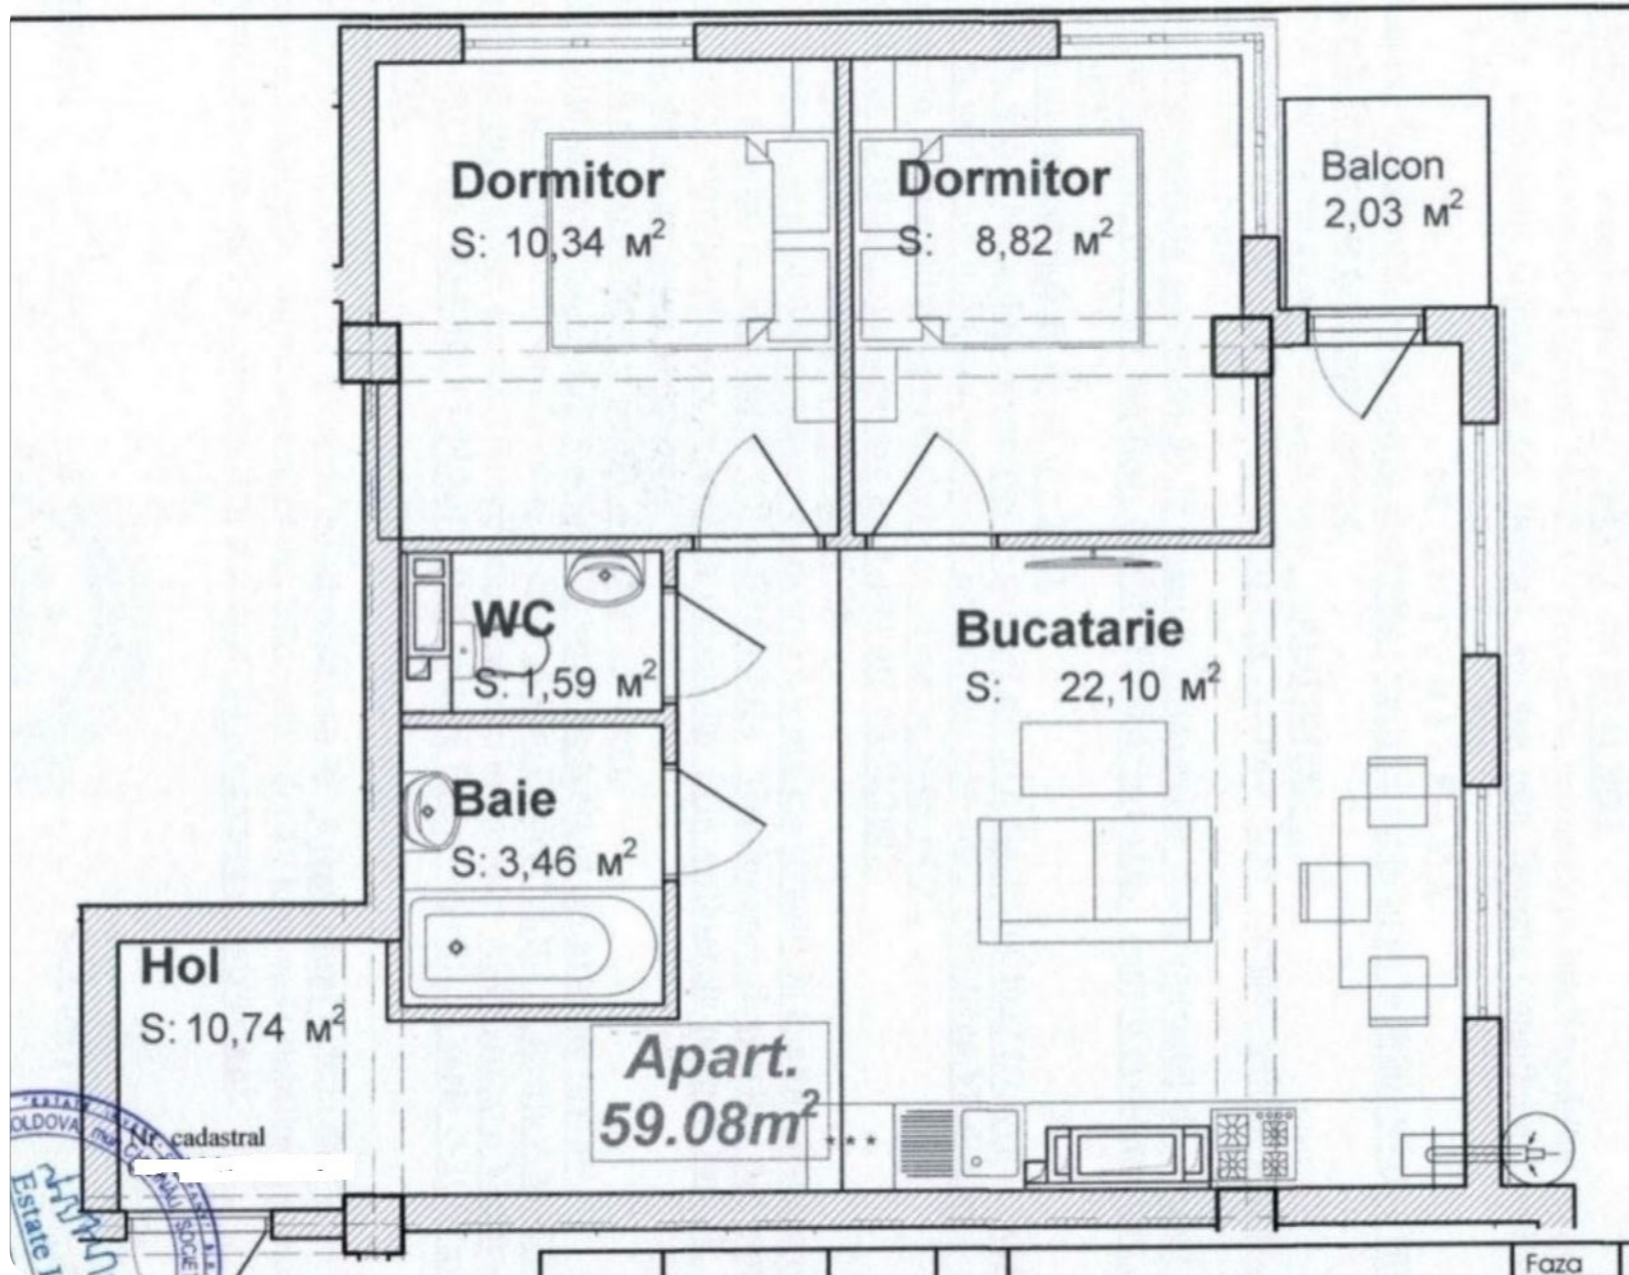 Dormitor
S: 10,34 м²
Dormitor
S: 8,82 м²
Balcon
2,03 м²
WC
S: 1,59 м²
Bucatarie
S: 22,10 м²
Baie
S: 3,46 м²
Hol
S: 10,74 м²
Apart.
59.08m²
***
Nr. cadastral
Estate
Faza